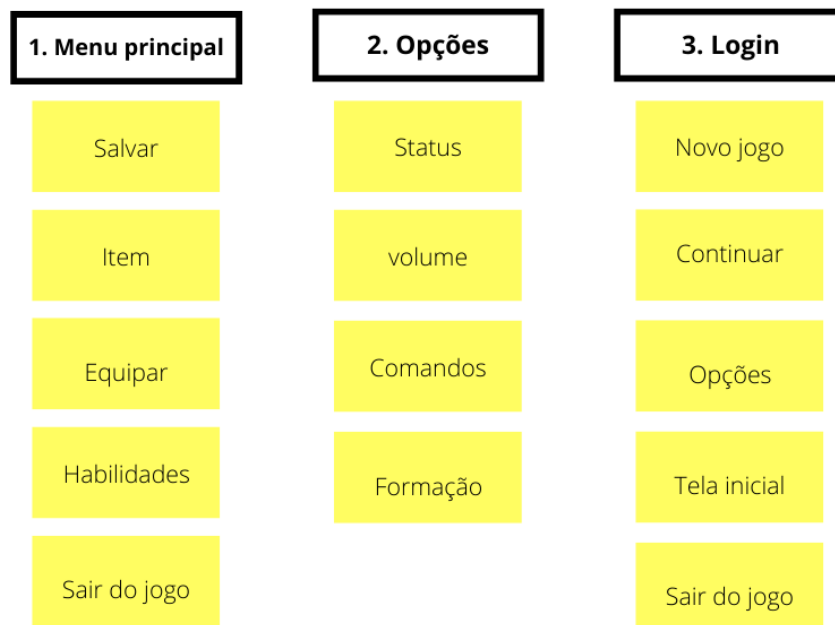 1. Menu principal
Salvar
Item
Equipar
Habilidades
Sair do jogo
2. Opções
Status
volume
Comandos
Formação
3. Login
Novo jogo
Continuar
Opções
Tela inicial
Sair do jogo